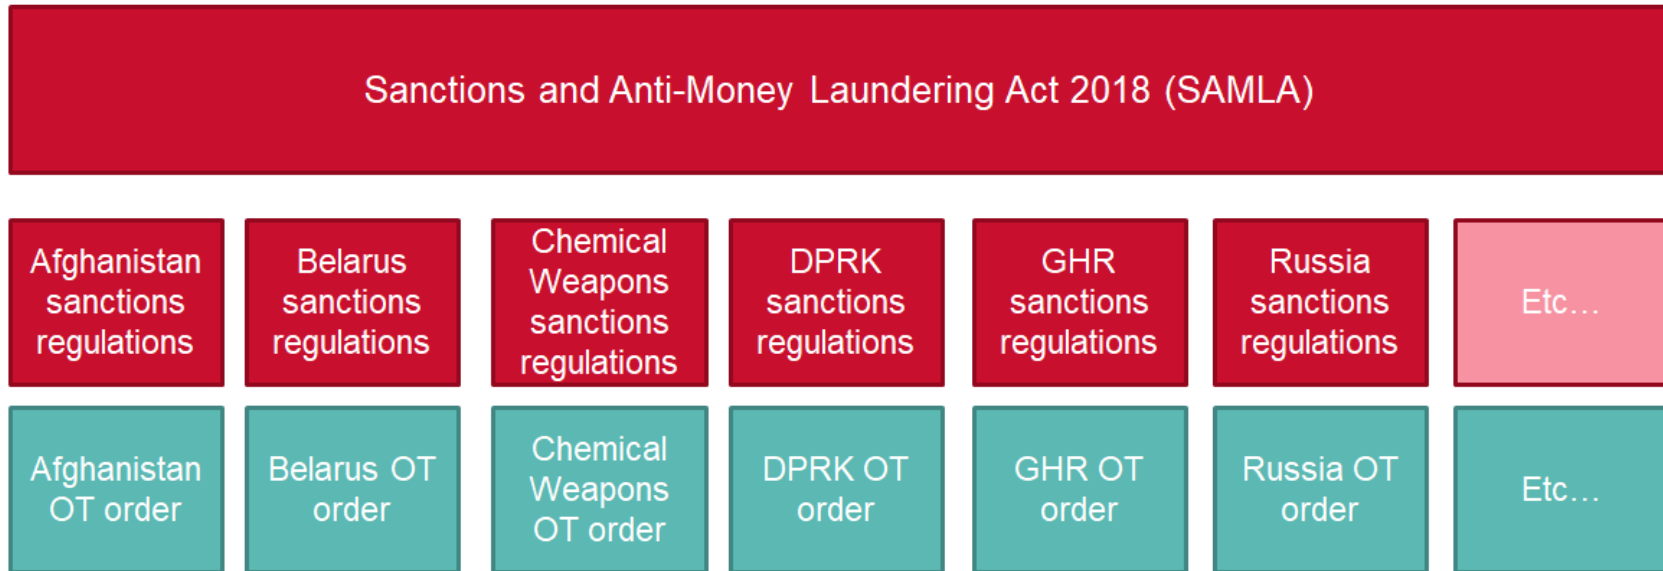 Sanctions and Anti-Money Laundering Act 2018 (SAMLA)
Afghanistan
sanctions
regulations
Belarus
sanctions
regulations
Chemical
Weapons
sanctions
regulations
DPRK
sanctions
regulations
GHR
sanctions
regulations
Russia
sanctions
regulations
Etc…
Afghanistan
OT order
Belarus OT
order
Chemical
Weapons
OT order
DPRK OT
order
GHR OT
order
Russia OT
order
Etc…